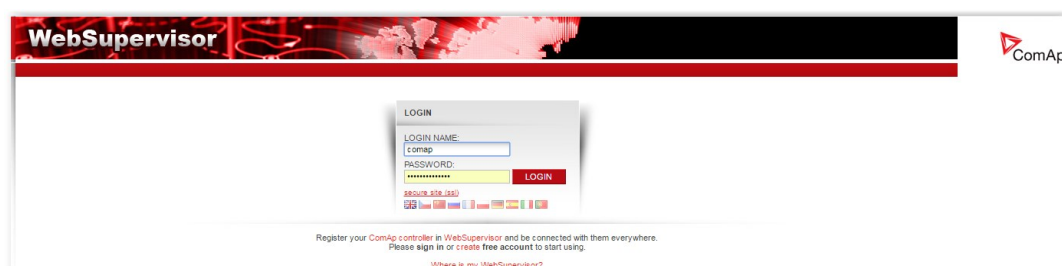 WebSupervisor
ComAp
LOGIN
LOGIN NAME:
comap
PASSWORD:
••••••••••••••
LOGIN
secure site (ssl)
Register your ComAp controller in WebSupervisor and be connected with them everywhere.
Please sign in or create free account to start using.
Where is my WebSupervisor?